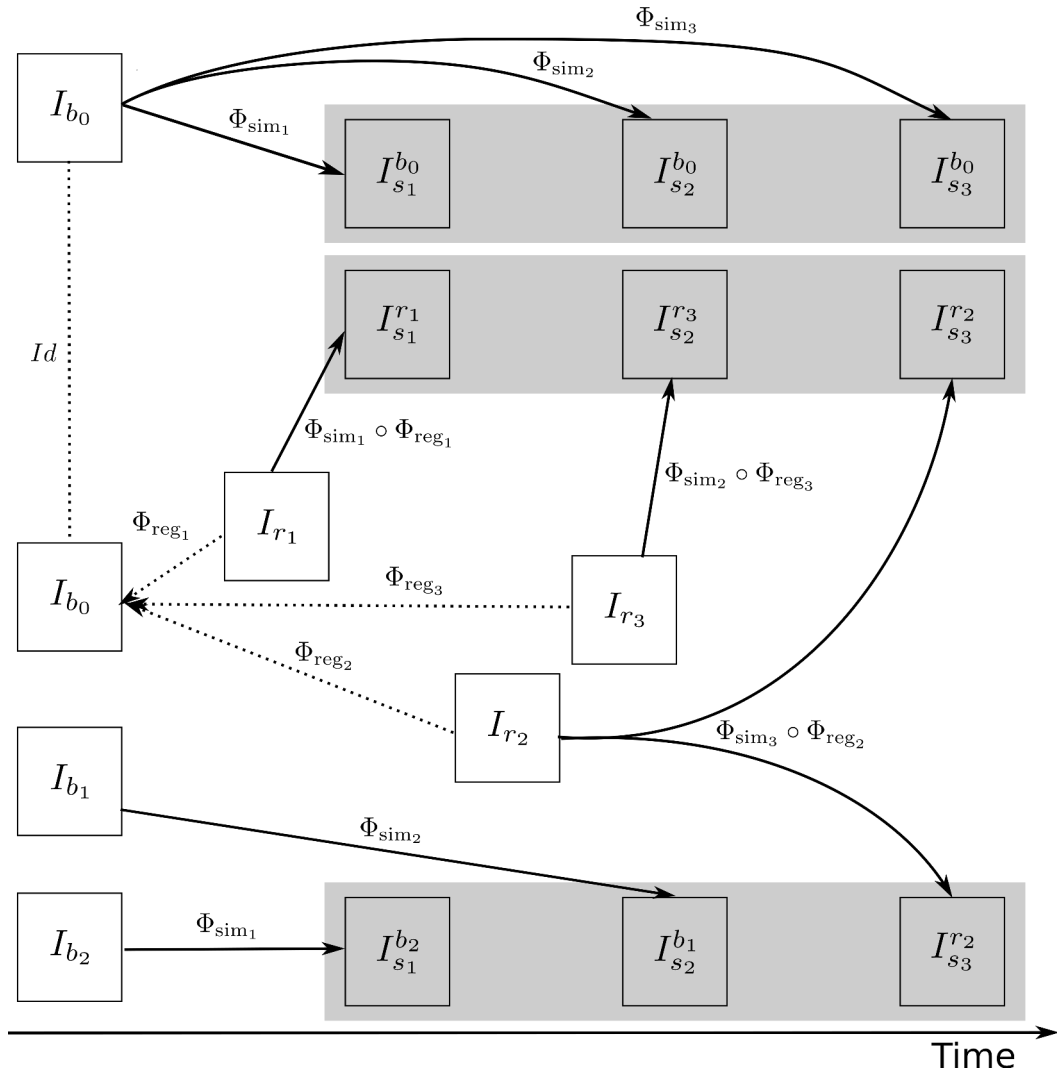 Φ_sim₃
I_b₀
Φ_sim₂
Φ_sim₁
I_s₁^b₀ I_s₂^b₀ I_s₃^b₀
I_s₁^r₁ I_s₂^r₃ I_s₃^r₂
Id
Φ_sim₁ ∘ Φ_reg₁
Φ_sim₂ ∘ Φ_reg₃
Φ_reg₁
I_r₁
Φ_reg₃
I_b₀
I_r₃
Φ_reg₂
I_r₂
Φ_sim₃ ∘ Φ_reg₂
I_b₁
Φ_sim₂
Φ_sim₁
I_b₂
I_s₁^b₂ I_s₂^b₁ I_s₃^r₂
Time